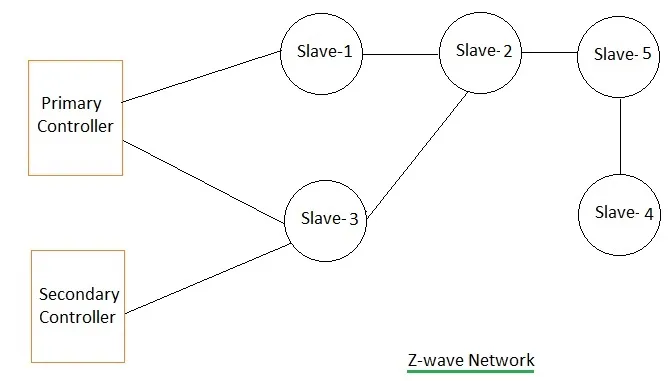 Slave-1
Slave- 2
Slave- 5
Primary
Controller
Slave- 3
Slave- 4
Secondary
Controller
Z-wave Network